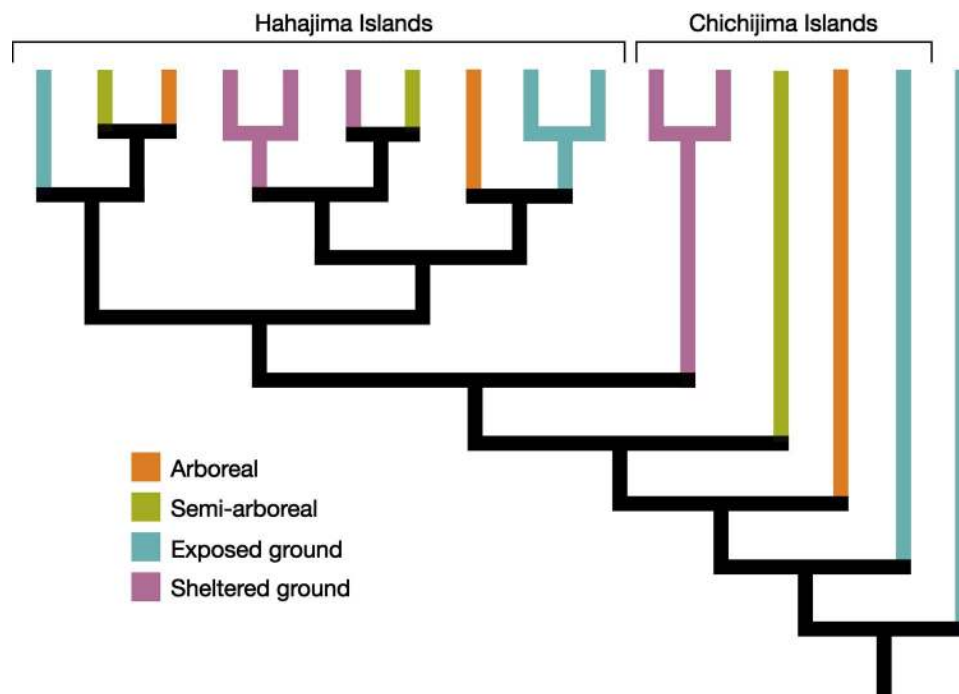 Hahajima Islands
Chichijima Islands
Arboreal
Semi-arboreal
Exposed ground
Sheltered ground